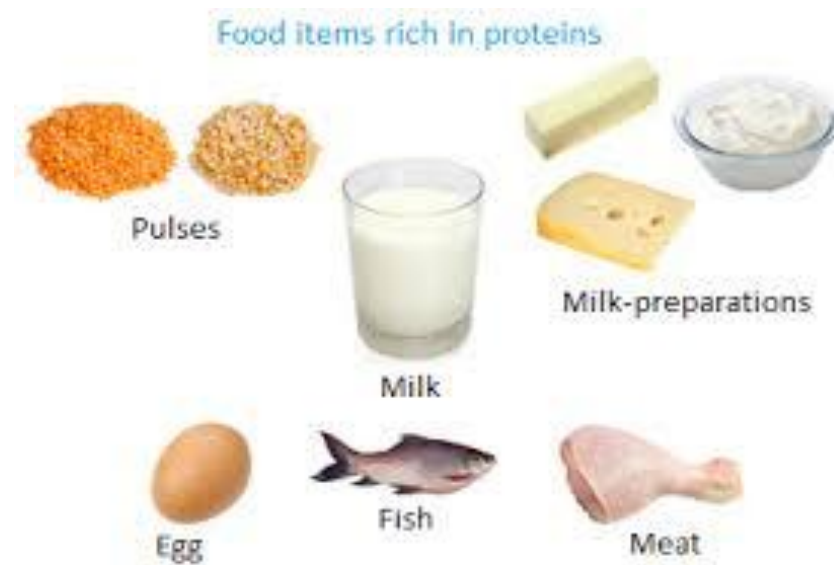 Food items rich in proteins
Pulses
Milk-preparations
Milk
Egg
Fish
Meat